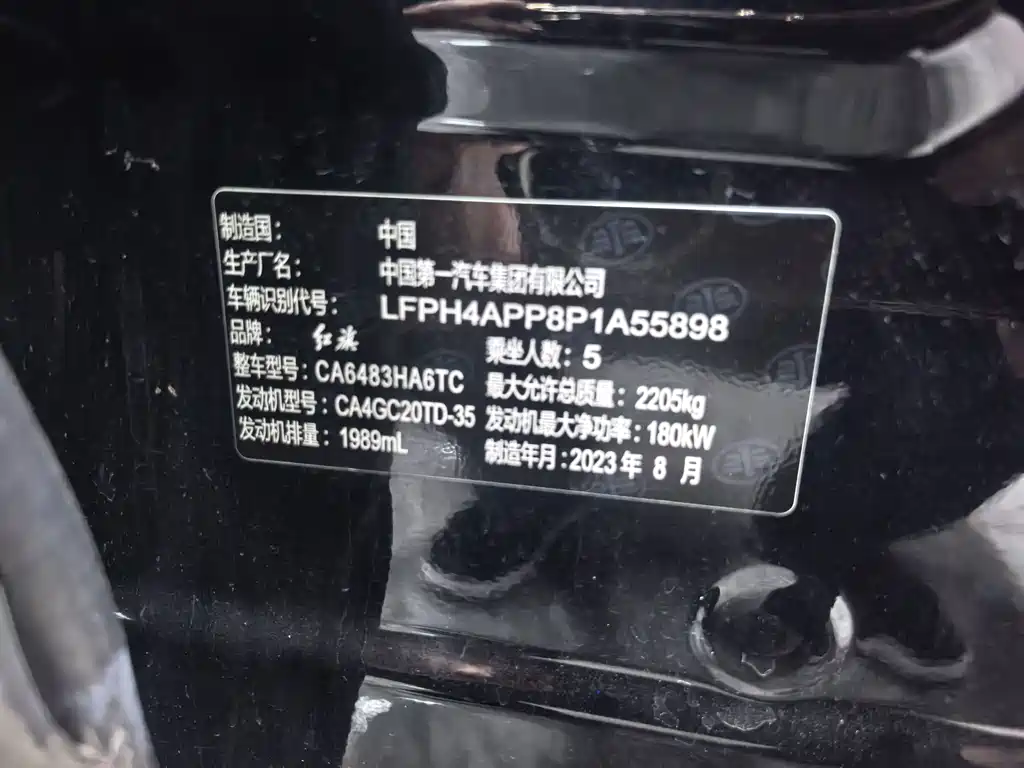 制造国： 中国
生产厂名： 中国第一汽车集团有限公司
车辆识别代号： LFPH4APP8P1A55898
品牌： 红旗 乘坐人数：5
整车型号：CA6483HA6TC 最大允许总质量：2205kg
发动机型号：CA4GC20TD-35 发动机最大净功率：180kW
发动机排量：1989mL 制造年月：2023年 8 月